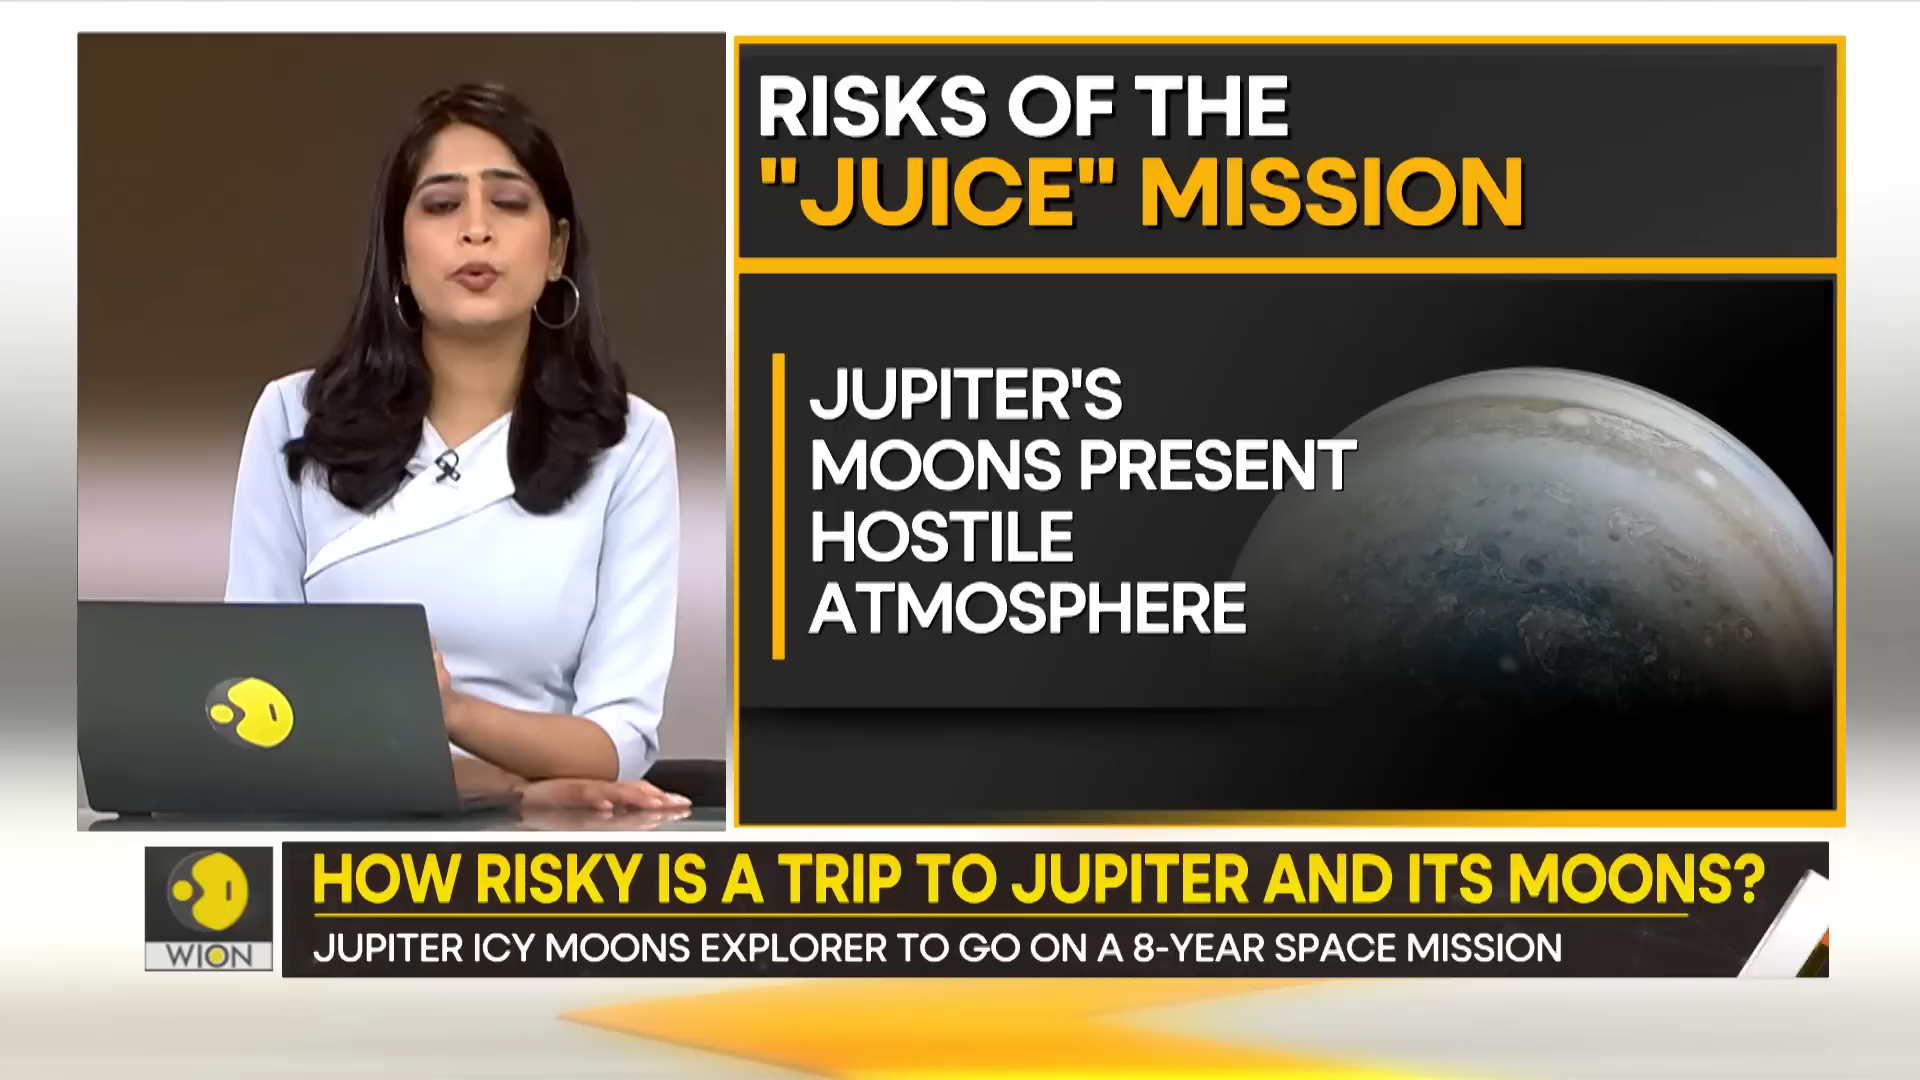 RISKS OF THE
"JUICE" MISSION
JUPITER'S
MOONS PRESENT
HOSTILE
ATMOSPHERE
HOW RISKY IS A TRIP TO JUPITER AND ITS MOONS?
JUPITER ICY MOONS EXPLORER TO GO ON A 8-YEAR SPACE MISSION
WION